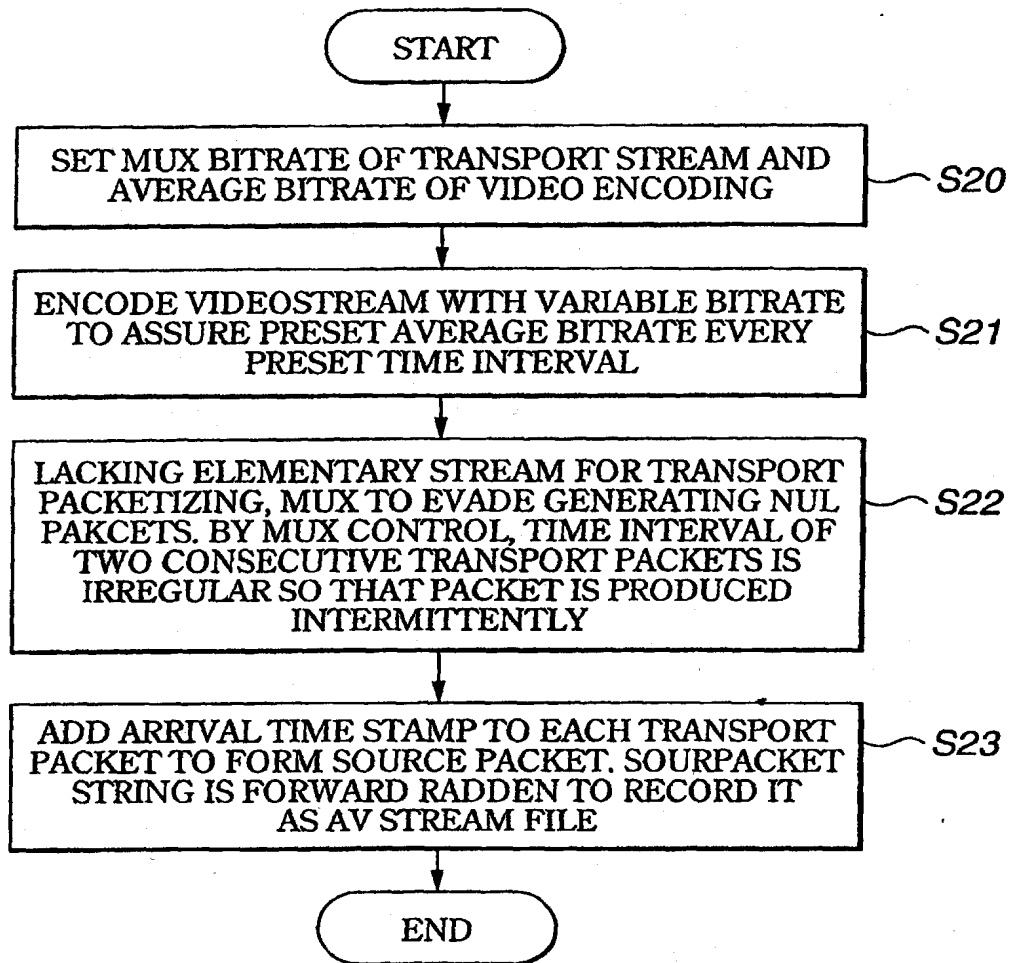 START
SET MUX BITRATE OF TRANSPORT STREAM AND
AVERAGE BITRATE OF VIDEO ENCODING
S20
ENCODE VIDEOSTREAM WITH VARIABLE BITRATE
TO ASSURE PRESET AVERAGE BITRATE EVERY
PRESET TIME INTERVAL
S21
LACKING ELEMENTARY STREAM FOR TRANSPORT
PACKETIZING, MUX TO EVADE GENERATING NUL
PAKCETS. BY MUX CONTROL, TIME INTERVAL OF
TWO CONSECUTIVE TRANSPORT PACKETS IS
IRREGULAR SO THAT PACKET IS PRODUCED
INTERMITTENTLY
S22
ADD ARRIVAL TIME STAMP TO EACH TRANSPORT
PACKET TO FORM SOURCE PACKET. SOURPACKET
STRING IS FORWARD RADDEN TO RECORD IT
AS AV STREAM FILE
S23
END